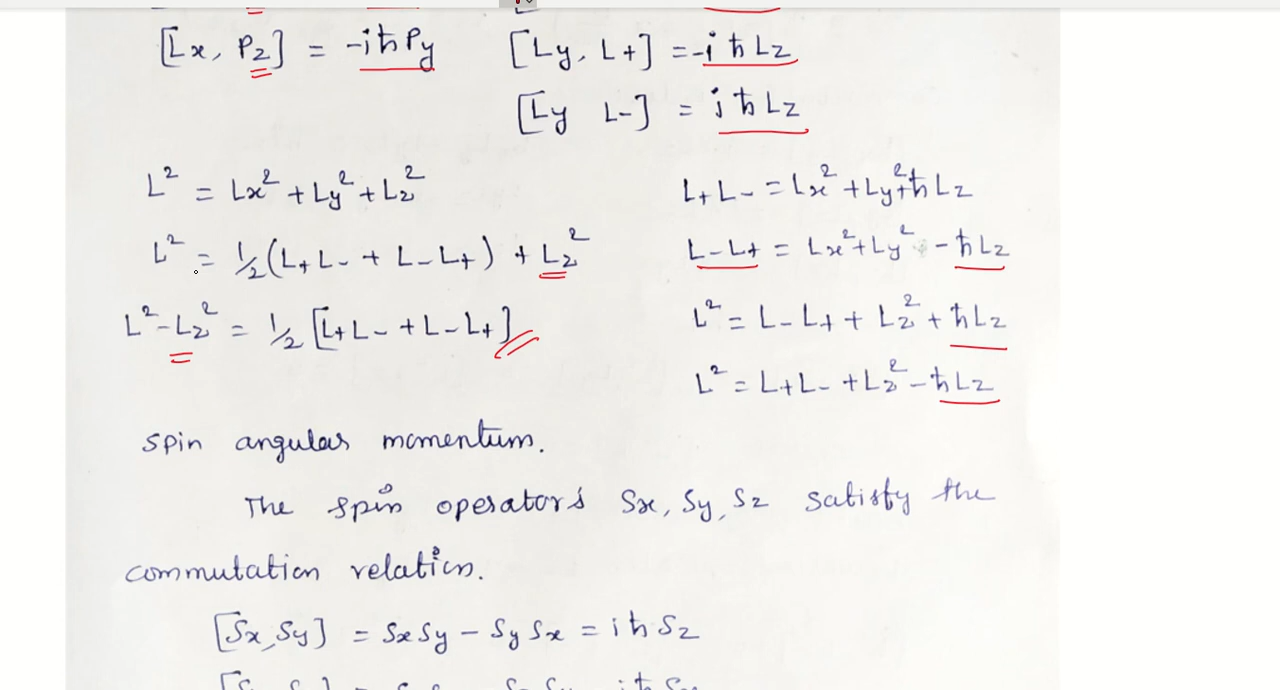 [Lx, Pz] = -iħPy
[Ly, L+] = -iħLz
[Ly L-] = iħLz
L² = Lx² + Ly² + Lz²
L² = ½(L+L- + L-L+) + Lz²
L² - Lz² = ½[L+L- + L-L+]
L+L- = Lx² + Ly² + ħLz
L-L+ = Lx² + Ly² - ħLz
L² = L-L+ + Lz² + ħLz
L² = L+L- + Lz² - ħLz
spin angular momentum.
The spin operators Sx, Sy, Sz satisfy the
commutation relation.
[Sx, Sy] = SxSy - SySx = iħSz